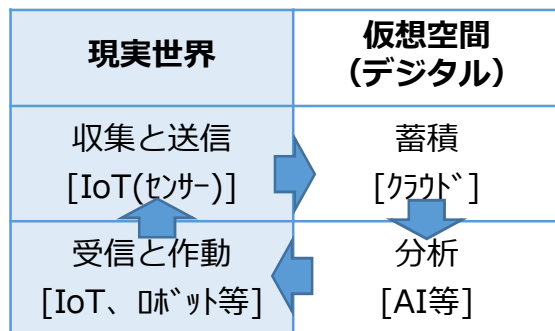 現実世界
仮想空間
（デジタル）
収集と送信
[IoT(ｾﾝｻｰ)]
蓄積
[ｸﾗｳﾄﾞ]
受信と作動
[IoT、ﾛﾎﾞｯﾄ等]
分析
[AI等]